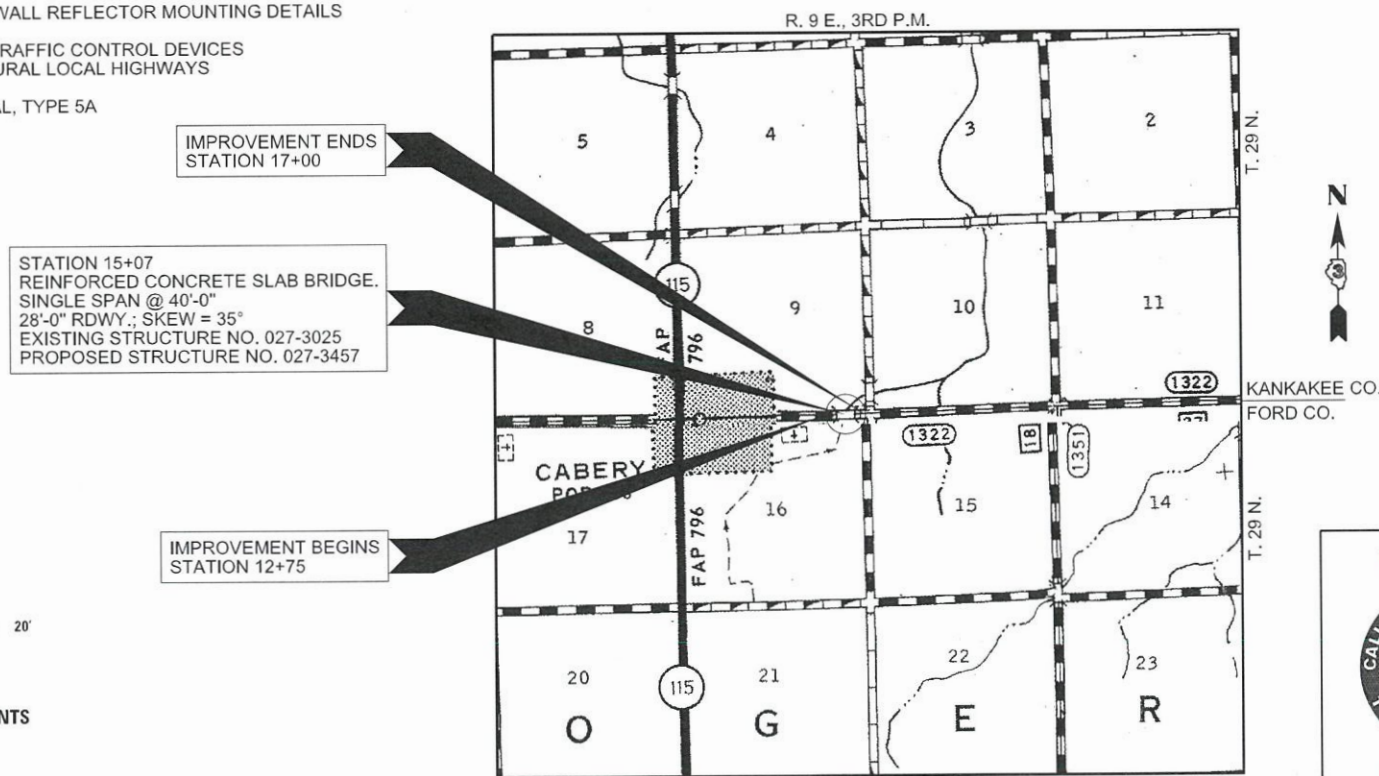 WALL REFLECTOR MOUNTING DETAILS
RAFFIC CONTROL DEVICES
URAL LOCAL HIGHWAYS
AL, TYPE 5A
R. 9 E., 3RD P.M.
IMPROVEMENT ENDS
STATION 17+00
STATION 15+07
REINFORCED CONCRETE SLAB BRIDGE.
SINGLE SPAN @ 40'-0"
28'-0" RDWY.; SKEW = 35°
EXISTING STRUCTURE NO. 027-3025
PROPOSED STRUCTURE NO. 027-3457
IMPROVEMENT BEGINS
STATION 12+75
20'
NTS
5
4
3
2
T. 29 N.
N
115
8
9
10
11
FAP 796
1322
KANKAKEE CO.
FORD CO.
1322
18
1351
CABERY
17
16
15
14
FAP 796
T. 29 N.
20
115
21
22
23
O G E R
CALL